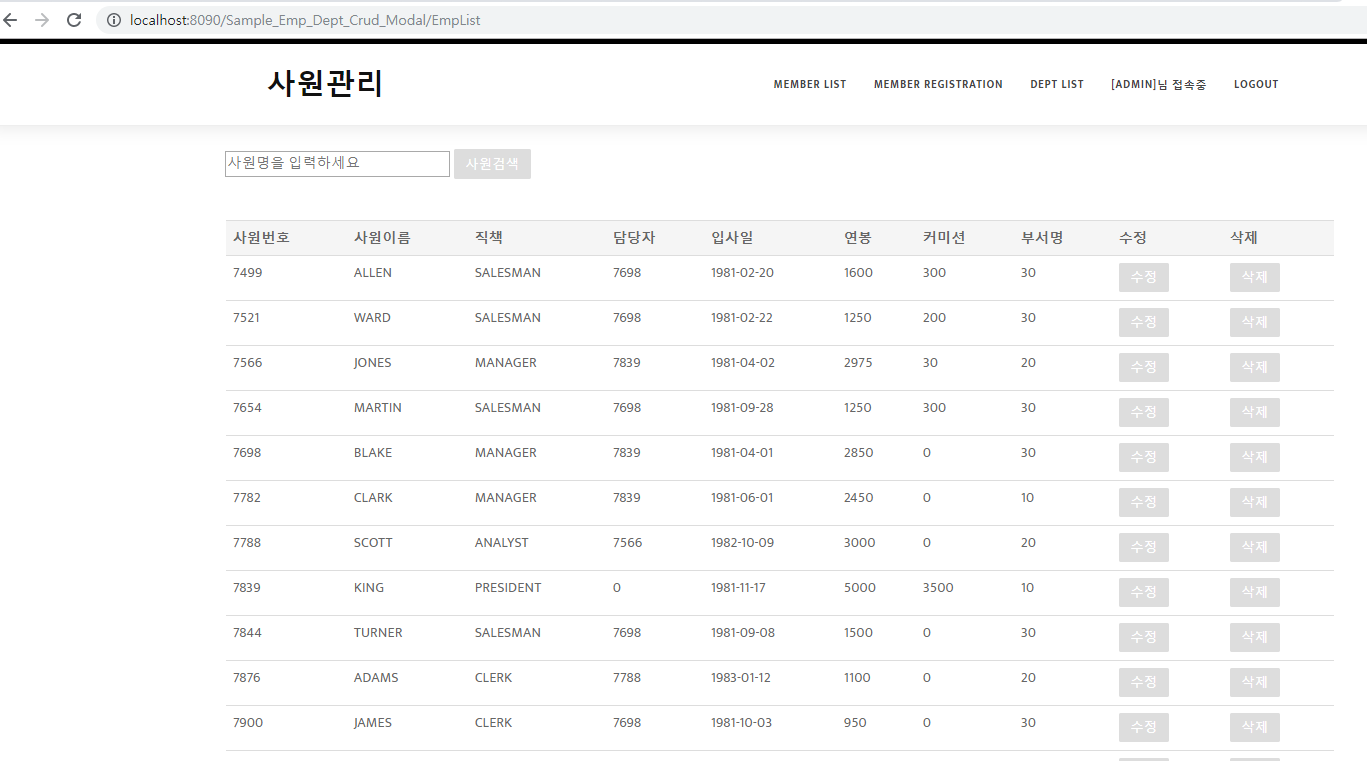 localhost:8090/Sample_Emp_Dept_Crud_Modal/EmpList
사원관리 MEMBER LIST MEMBER REGISTRATION DEPT LIST [ADMIN]님 접속중 LOGOUT
사원명을 입력하세요 사원검색
사원번호 사원이름 직책 담당자 입사일 연봉 커미션 부서명 수정 삭제
7499 ALLEN SALESMAN 7698 1981-02-20 1600 300 30 수정 삭제
7521 WARD SALESMAN 7698 1981-02-22 1250 200 30 수정 삭제
7566 JONES MANAGER 7839 1981-04-02 2975 30 20 수정 삭제
7654 MARTIN SALESMAN 7698 1981-09-28 1250 300 30 수정 삭제
7698 BLAKE MANAGER 7839 1981-04-01 2850 0 30 수정 삭제
7782 CLARK MANAGER 7839 1981-06-01 2450 0 10 수정 삭제
7788 SCOTT ANALYST 7566 1982-10-09 3000 0 20 수정 삭제
7839 KING PRESIDENT 0 1981-11-17 5000 3500 10 수정 삭제
7844 TURNER SALESMAN 7698 1981-09-08 1500 0 30 수정 삭제
7876 ADAMS CLERK 7788 1983-01-12 1100 0 20 수정 삭제
7900 JAMES CLERK 7698 1981-10-03 950 0 30 수정 삭제